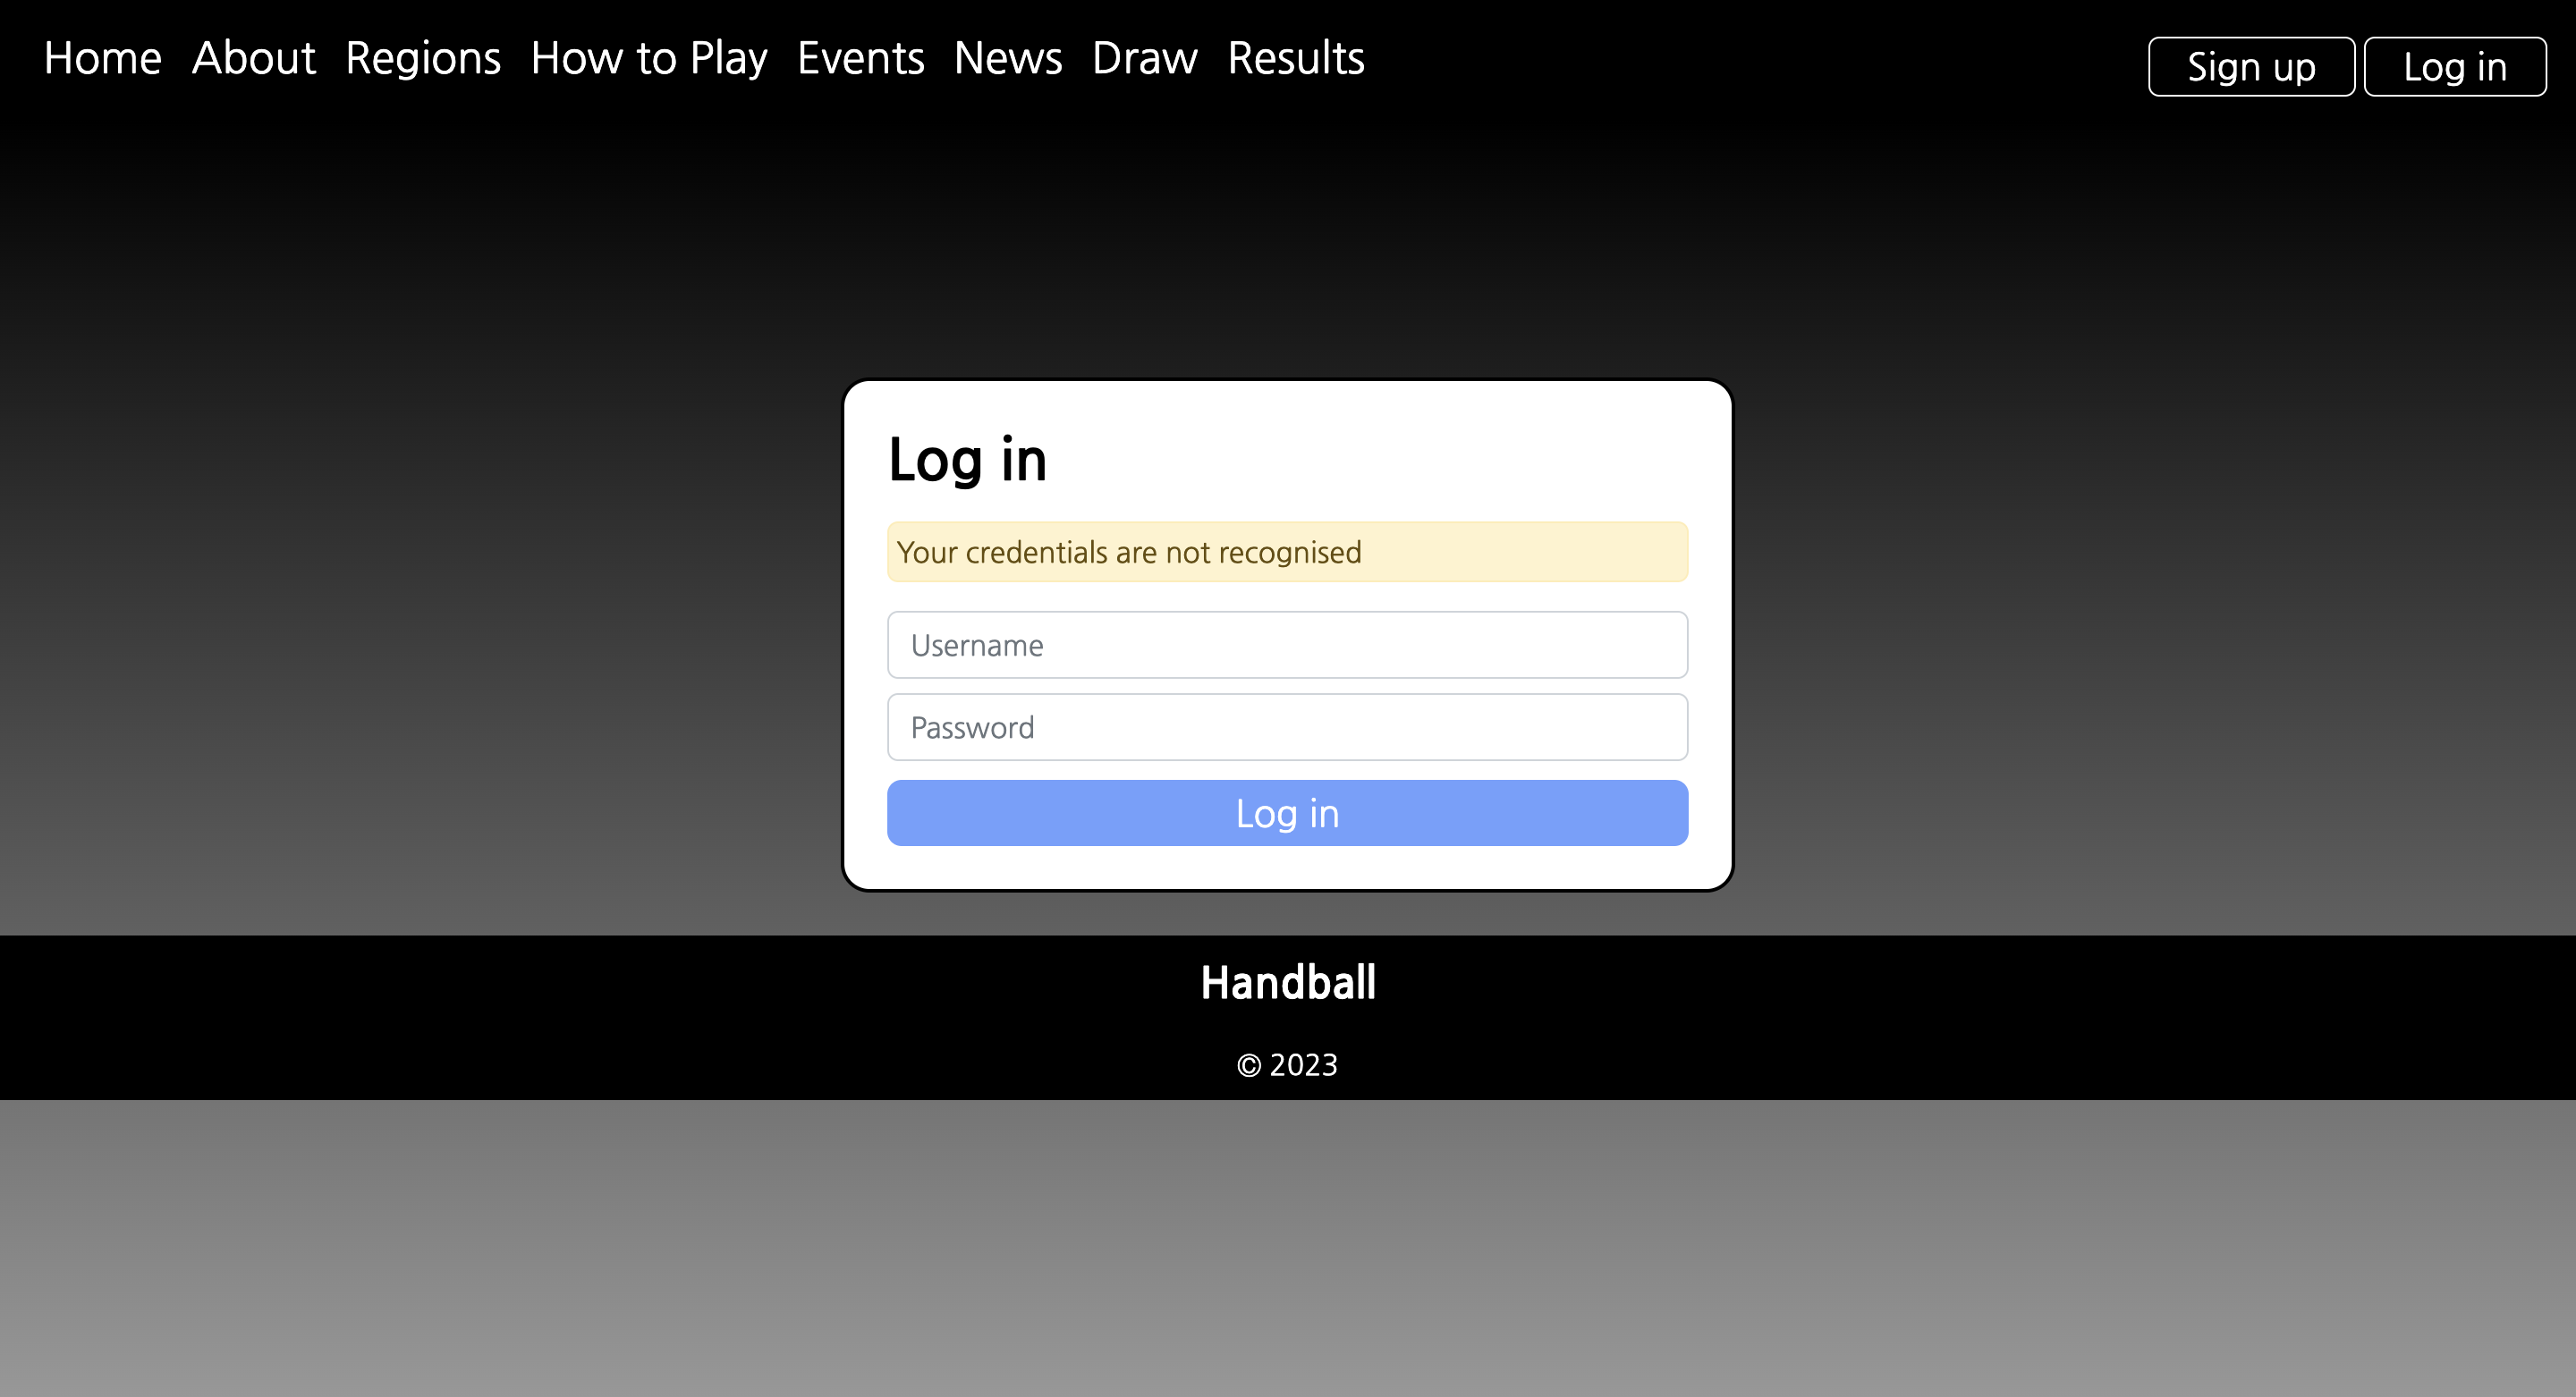 Home About Regions How to Play Events News Draw Results Sign up Log in
Log in
Your credentials are not recognised
Username
Password
Log in
Handball
© 2023